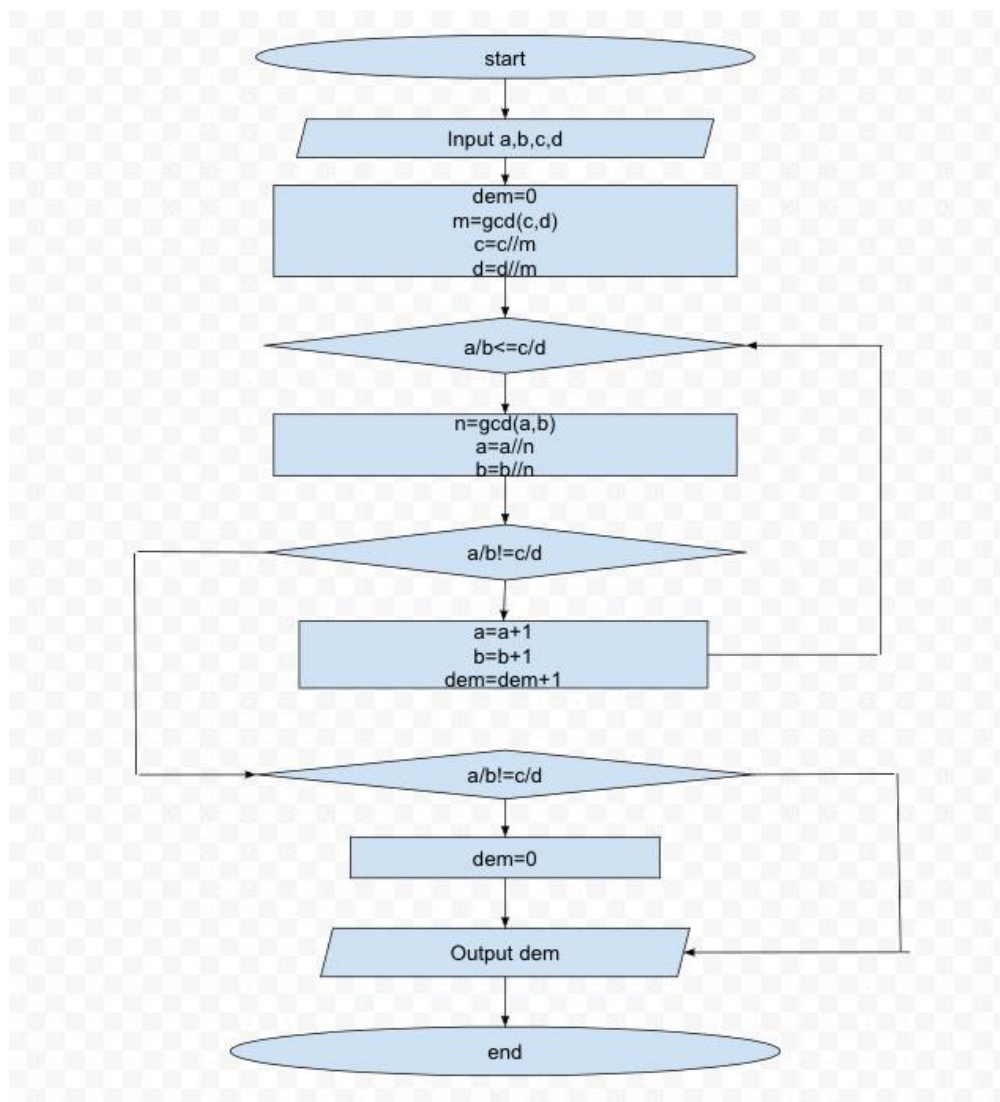 start
Input a,b,c,d
dem=0
m=gcd(c,d)
c=c//m
d=d//m
a/b<=c/d
n=gcd(a,b)
a=a//n
b=b//n
a/b!=c/d
a=a+1
b=b+1
dem=dem+1
a/b!=c/d
dem=0
Output dem
end